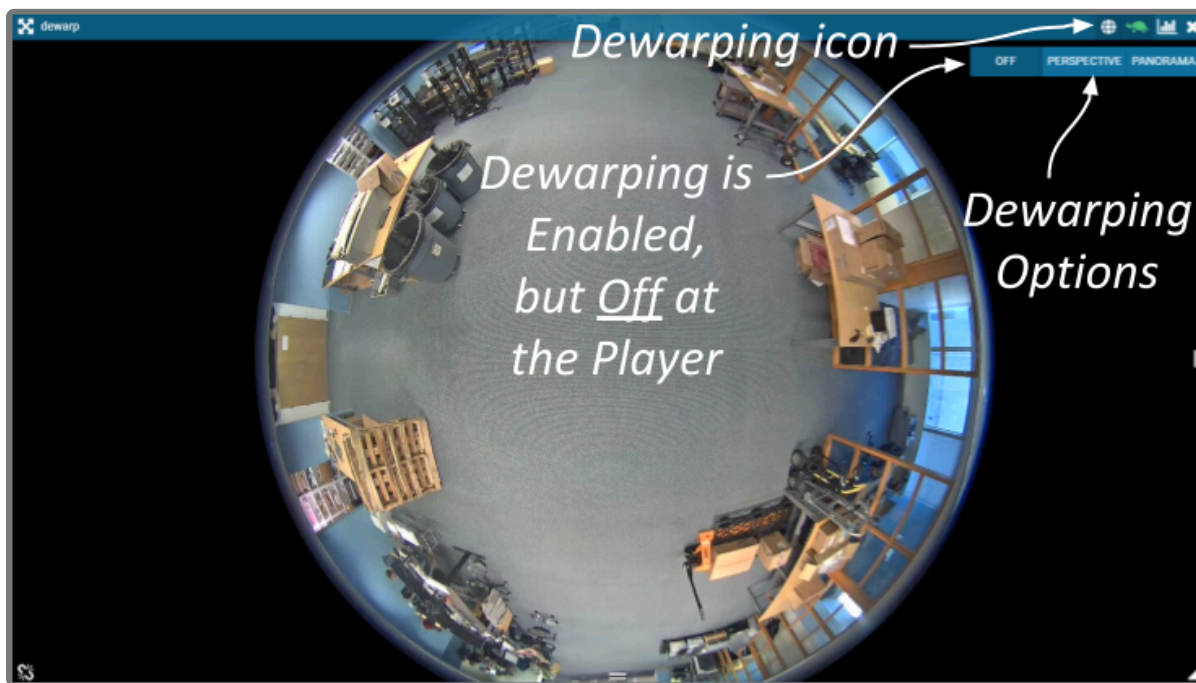 dewarp
Dewarping icon
OFF PERSPECTIVE PANORAMA
Dewarping is
Enabled,
but Off at
the Player
Dewarping
Options